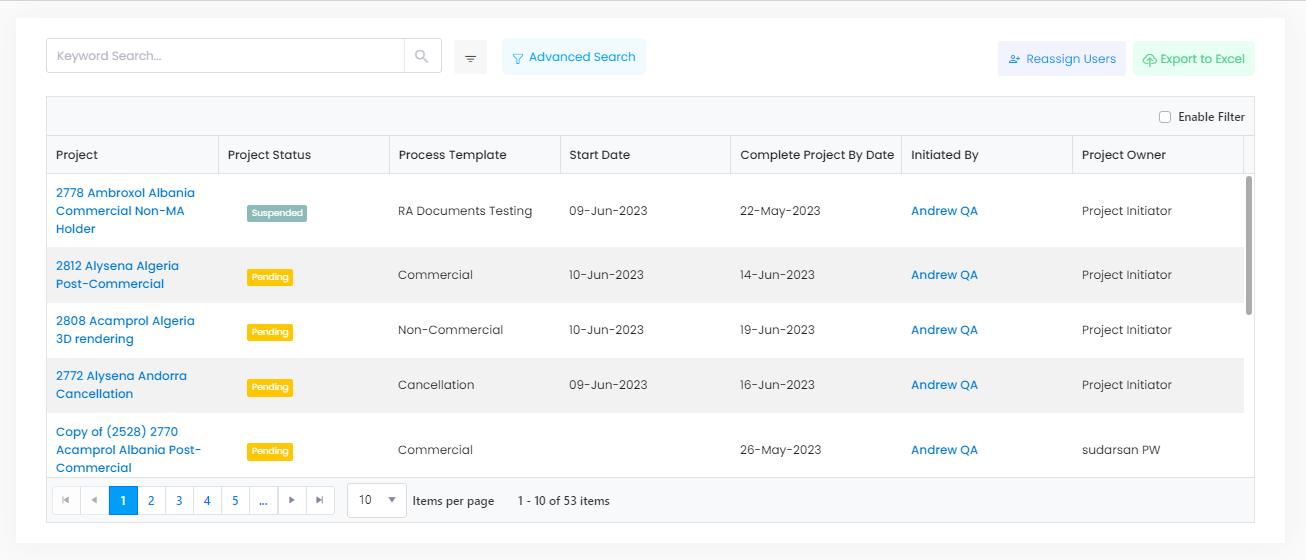 Keyword Search...
Advanced Search
Reassign Users
Export to Excel
Enable Filter
Project
Project Status
Process Template
Start Date
Complete Project By Date
Initiated By
Project Owner
2778 Ambroxol Albania
Commercial Non-MA
Holder
Suspended
RA Documents Testing
09-Jun-2023
22-May-2023
Andrew QA
Project Initiator
2812 Alysena Algeria
Post-Commercial
Pending
Commercial
10-Jun-2023
14-Jun-2023
Andrew QA
Project Initiator
2808 Acamprol Algeria
3D rendering
Pending
Non-Commercial
10-Jun-2023
19-Jun-2023
Andrew QA
Project Initiator
2772 Alysena Andorra
Cancellation
Pending
Cancellation
09-Jun-2023
16-Jun-2023
Andrew QA
Project Initiator
Copy of (2528) 2770
Acamprol Albania Post-
Commercial
Pending
Commercial
26-May-2023
Andrew QA
sudarsan PW
1 2 3 4 5 ...
10
Items per page
1 - 10 of 53 items